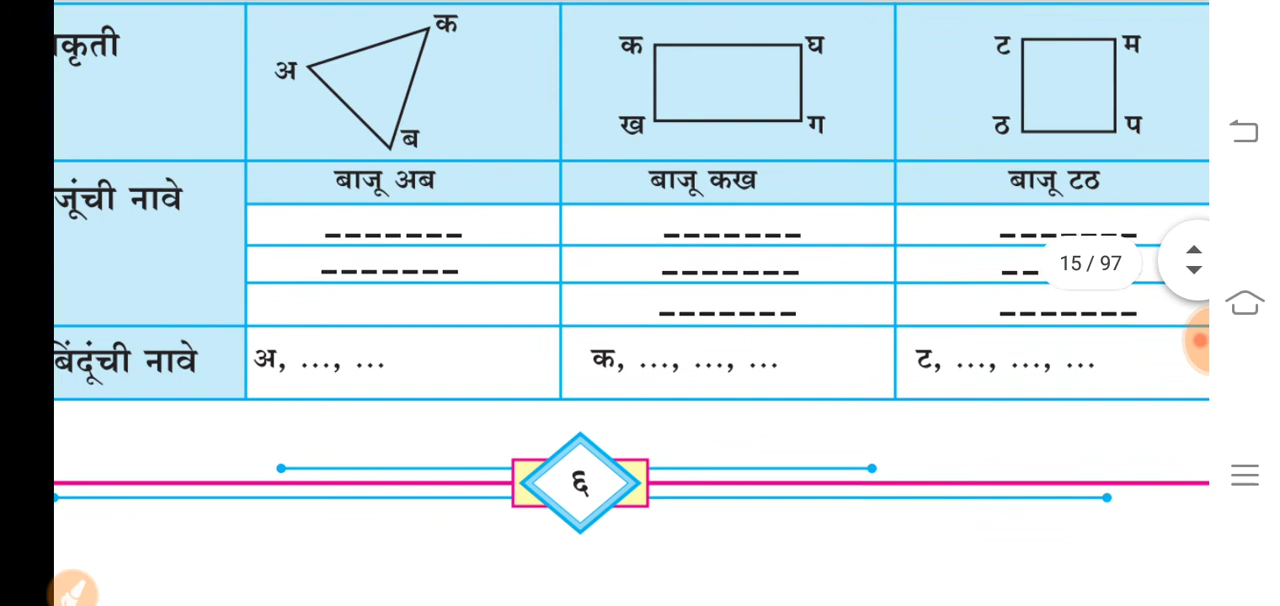 कृती
क
अ
ब
क घ
ख ग
ट म
ठ प
जूंची नावे
बाजू अब
बाजू कख
बाजू टठ
_ _ _ _ _ _ _
_ _ _ _ _ _ _
_ _ _ _ _ _ _
_ _ _ _ _ _ _
_ _ _ _ _ _ _
_ _
15 / 97
_ _ _ _ _ _ _
_ _ _ _ _ _ _
बिंदूंची नावे
अ, ..., ...
क, ..., ..., ...
ट, ..., ..., ...
६